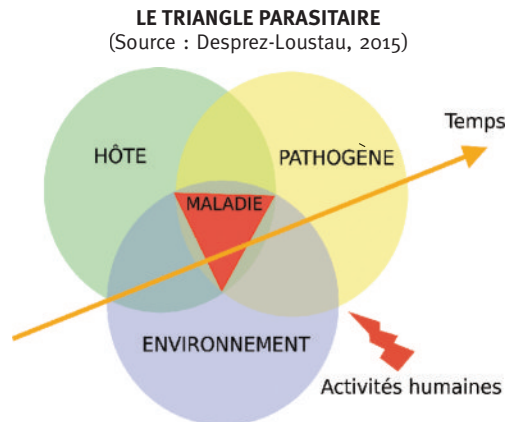 LE TRIANGLE PARASITAIRE
(Source : Desprez-Loustau, 2015)
Temps
HÔTE
PATHOGÈNE
MALADIE
ENVIRONNEMENT
Activités humaines